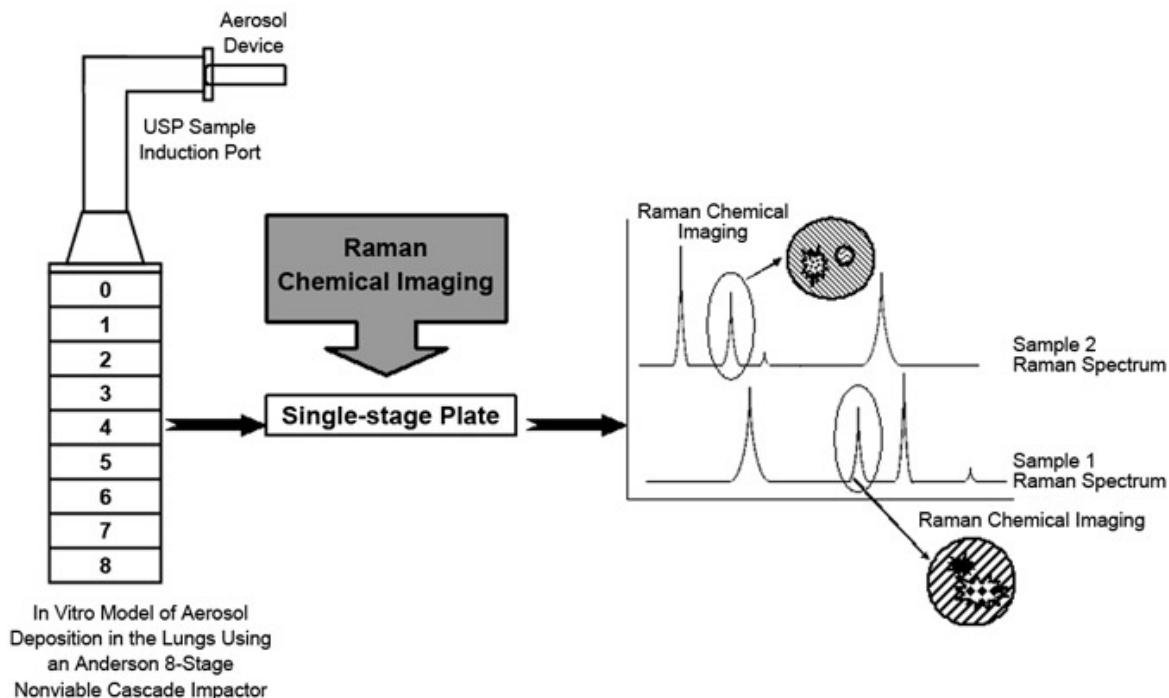 Aerosol
Device
USP Sample
Induction Port
0
1
2
3
4
5
6
7
8
In Vitro Model of Aerosol
Deposition in the Lungs Using
an Anderson 8-Stage
Nonviable Cascade Impactor
Raman
Chemical Imaging
Single-stage Plate
Raman Chemical
Imaging
Sample 2
Raman Spectrum
Sample 1
Raman Spectrum
Raman Chemical Imaging